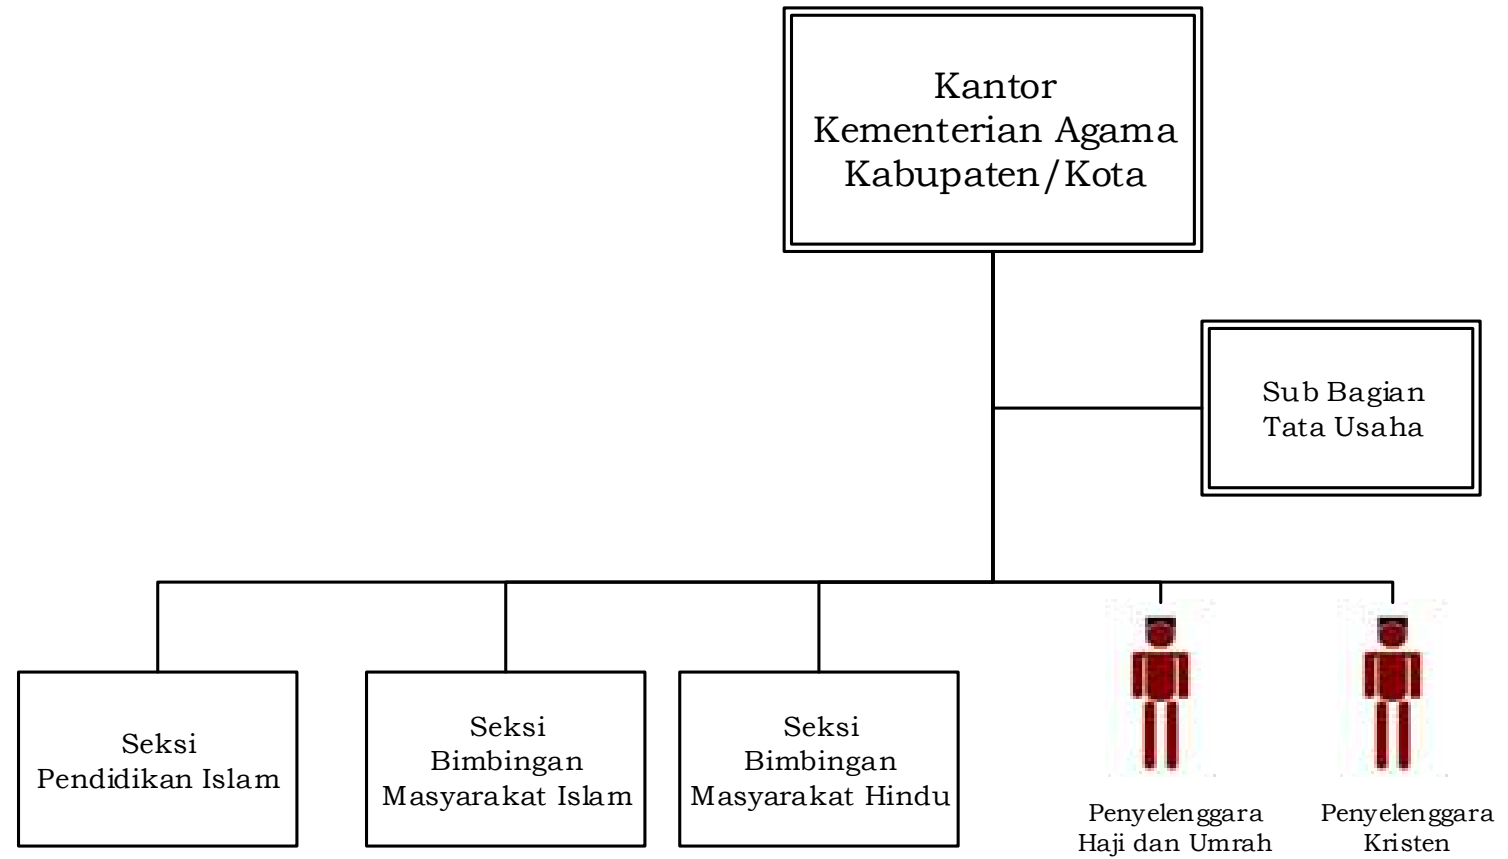 Kantor
Kementerian Agama
Kabupaten/Kota
Sub Bagian
Tata Usaha
Seksi
Pendidikan Islam
Seksi
Bimbingan
Masyarakat Islam
Seksi
Bimbingan
Masyarakat Hindu
Penyelenggara
Haji dan Umrah
Penyelenggara
Kristen